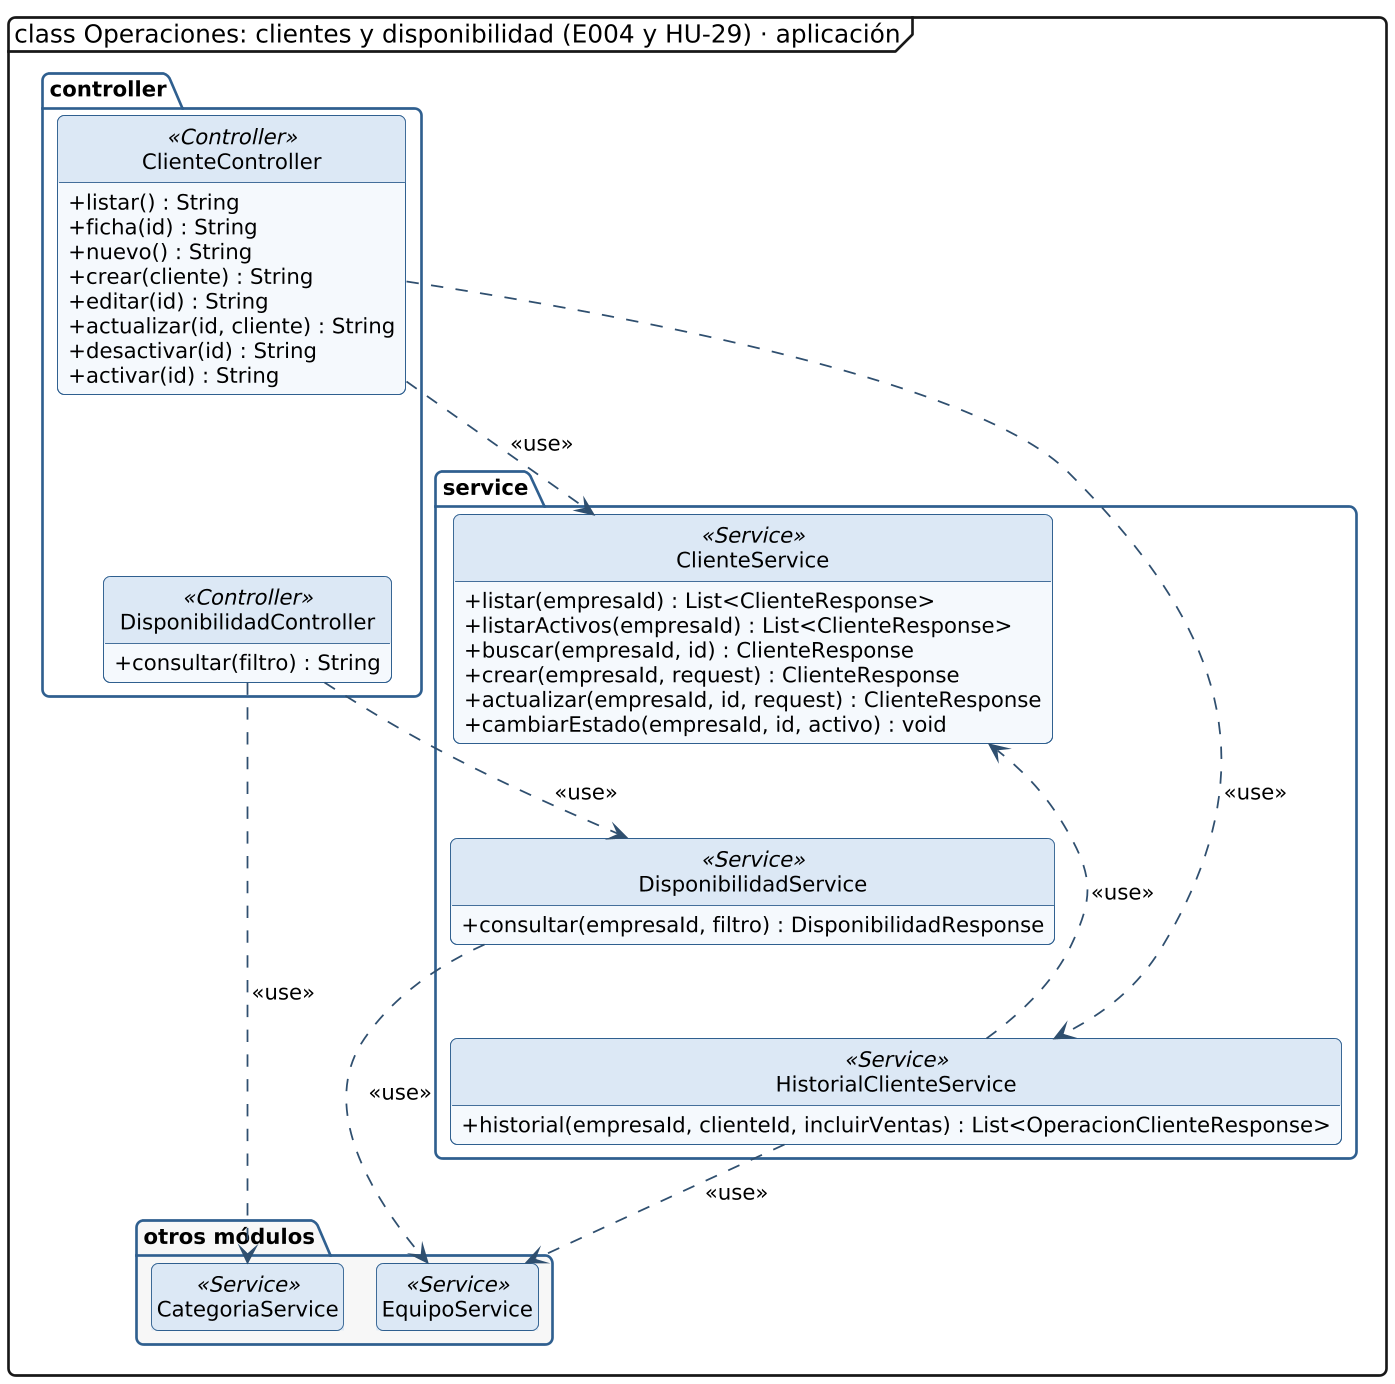 class Operaciones: clientes y disponibilidad (E004 y HU-29) · aplicación
controller
«Controller»
ClienteController
+listar() : String
+ficha(id) : String
+nuevo() : String
+crear(cliente) : String
+editar(id) : String
+actualizar(id, cliente) : String
+desactivar(id) : String
+activar(id) : String
«use»
service
«Service»
ClienteService
+listar(empresaId) : List<ClienteResponse>
+listarActivos(empresaId) : List<ClienteResponse>
+buscar(empresaId, id) : ClienteResponse
+crear(empresaId, request) : ClienteResponse
+actualizar(empresaId, id, request) : ClienteResponse
+cambiarEstado(empresaId, id, activo) : void
«Controller»
DisponibilidadController
+consultar(filtro) : String
«use»
«use»
«Service»
DisponibilidadService
+consultar(empresaId, filtro) : DisponibilidadResponse
«use»
«use»
«Service»
HistorialClienteService
+historial(empresaId, clienteId, incluirVentas) : List<OperacionClienteResponse>
«use»
«use»
otros módulos
«Service»
CategoriaService
«Service»
EquipoService